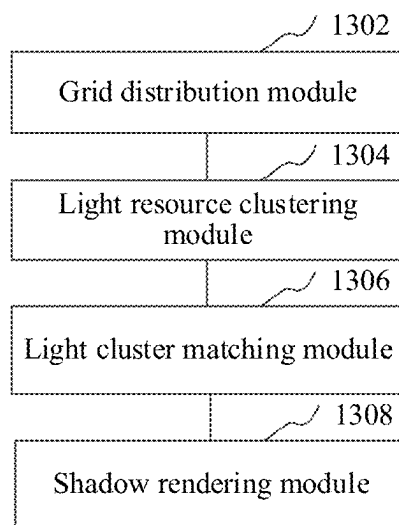 1302
Grid distribution module
1304
Light resource clustering
module
1306
Light cluster matching module
1308
Shadow rendering module